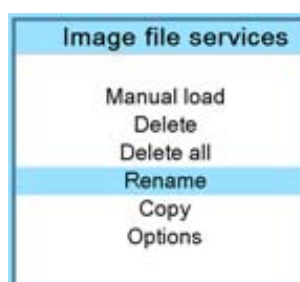 Image file services
Manual load
Delete
Delete all
Rename
Copy
Options